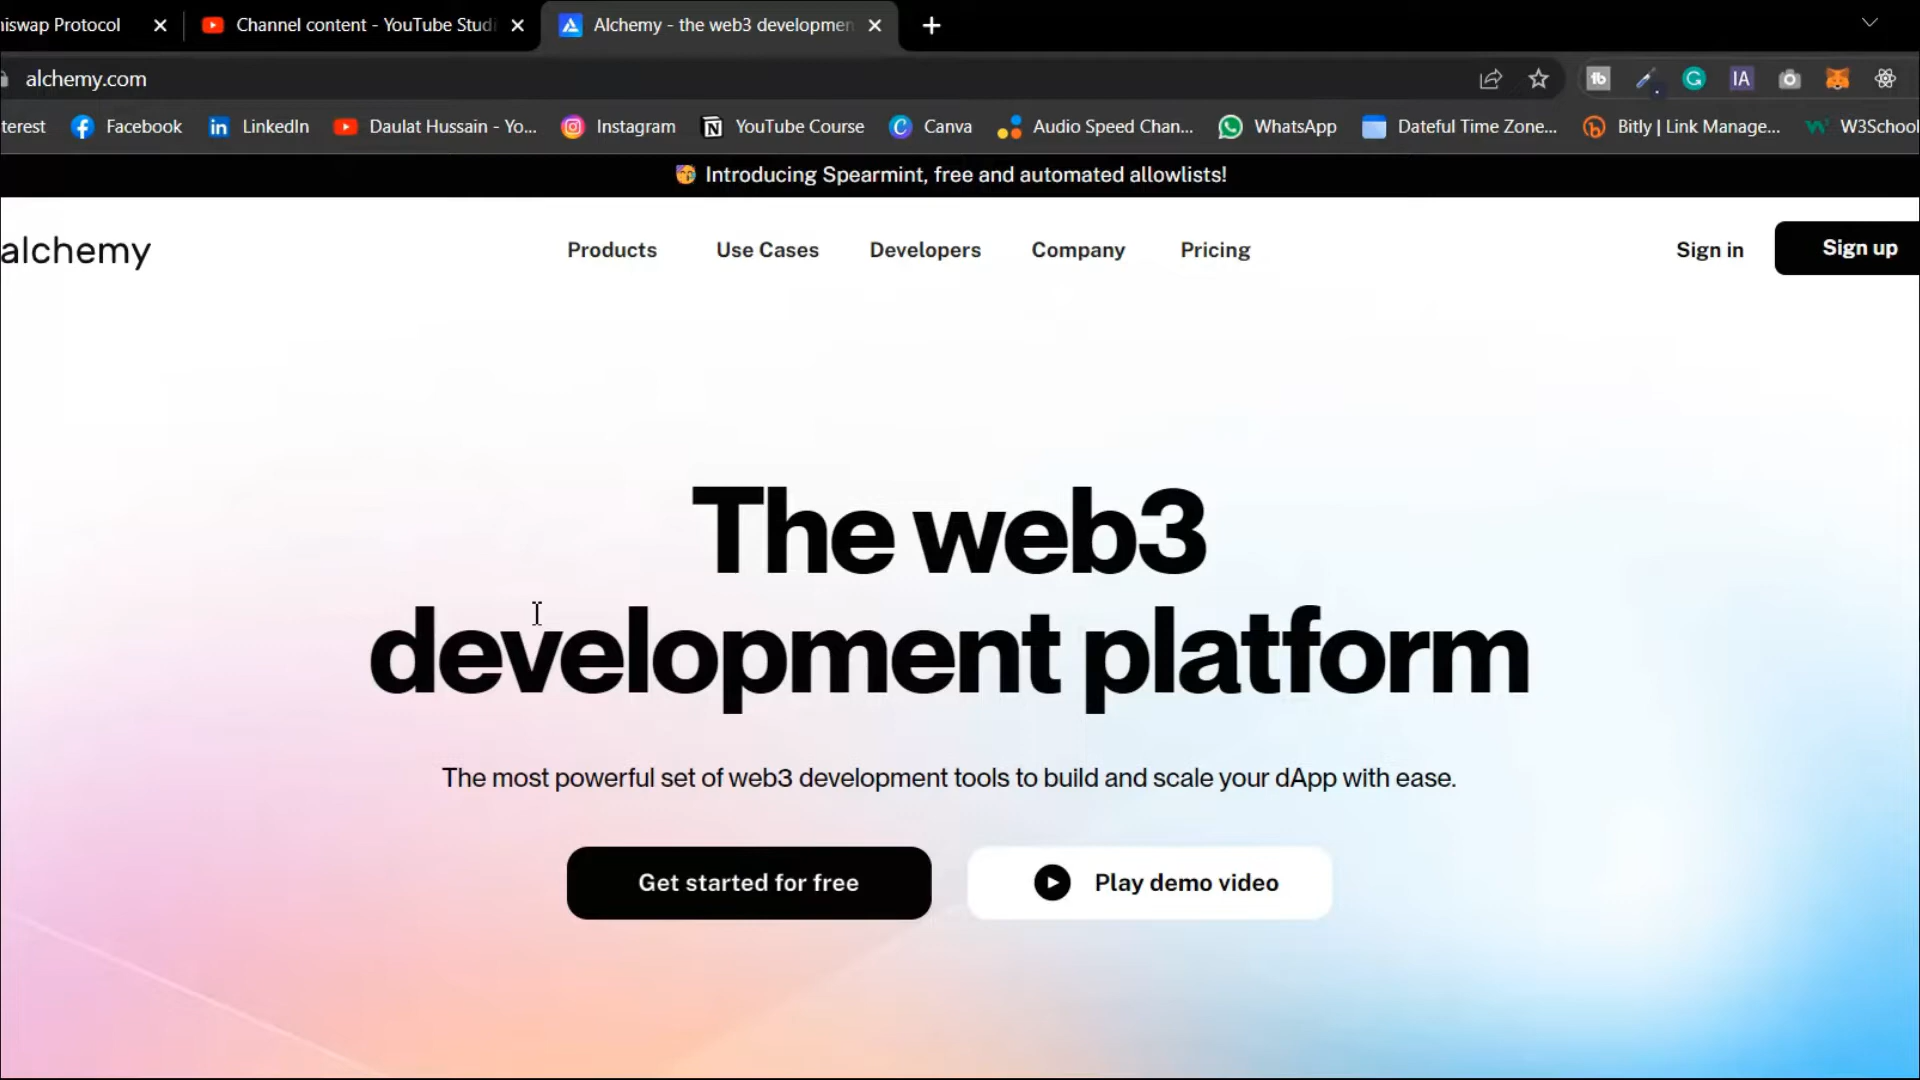 niswap Protocol
Channel content - YouTube Studi
Alchemy - the web3 developmen
alchemy.com
terest
Facebook
LinkedIn
Daulat Hussain - Yo...
Instagram
YouTube Course
Canva
Audio Speed Chan...
WhatsApp
Dateful Time Zone...
Bitly | Link Manage...
W3School
Introducing Spearmint, free and automated allowlists!
alchemy
Products
Use Cases
Developers
Company
Pricing
Sign in
Sign up
The web3
development platform
The most powerful set of web3 development tools to build and scale your dApp with ease.
Get started for free
Play demo video